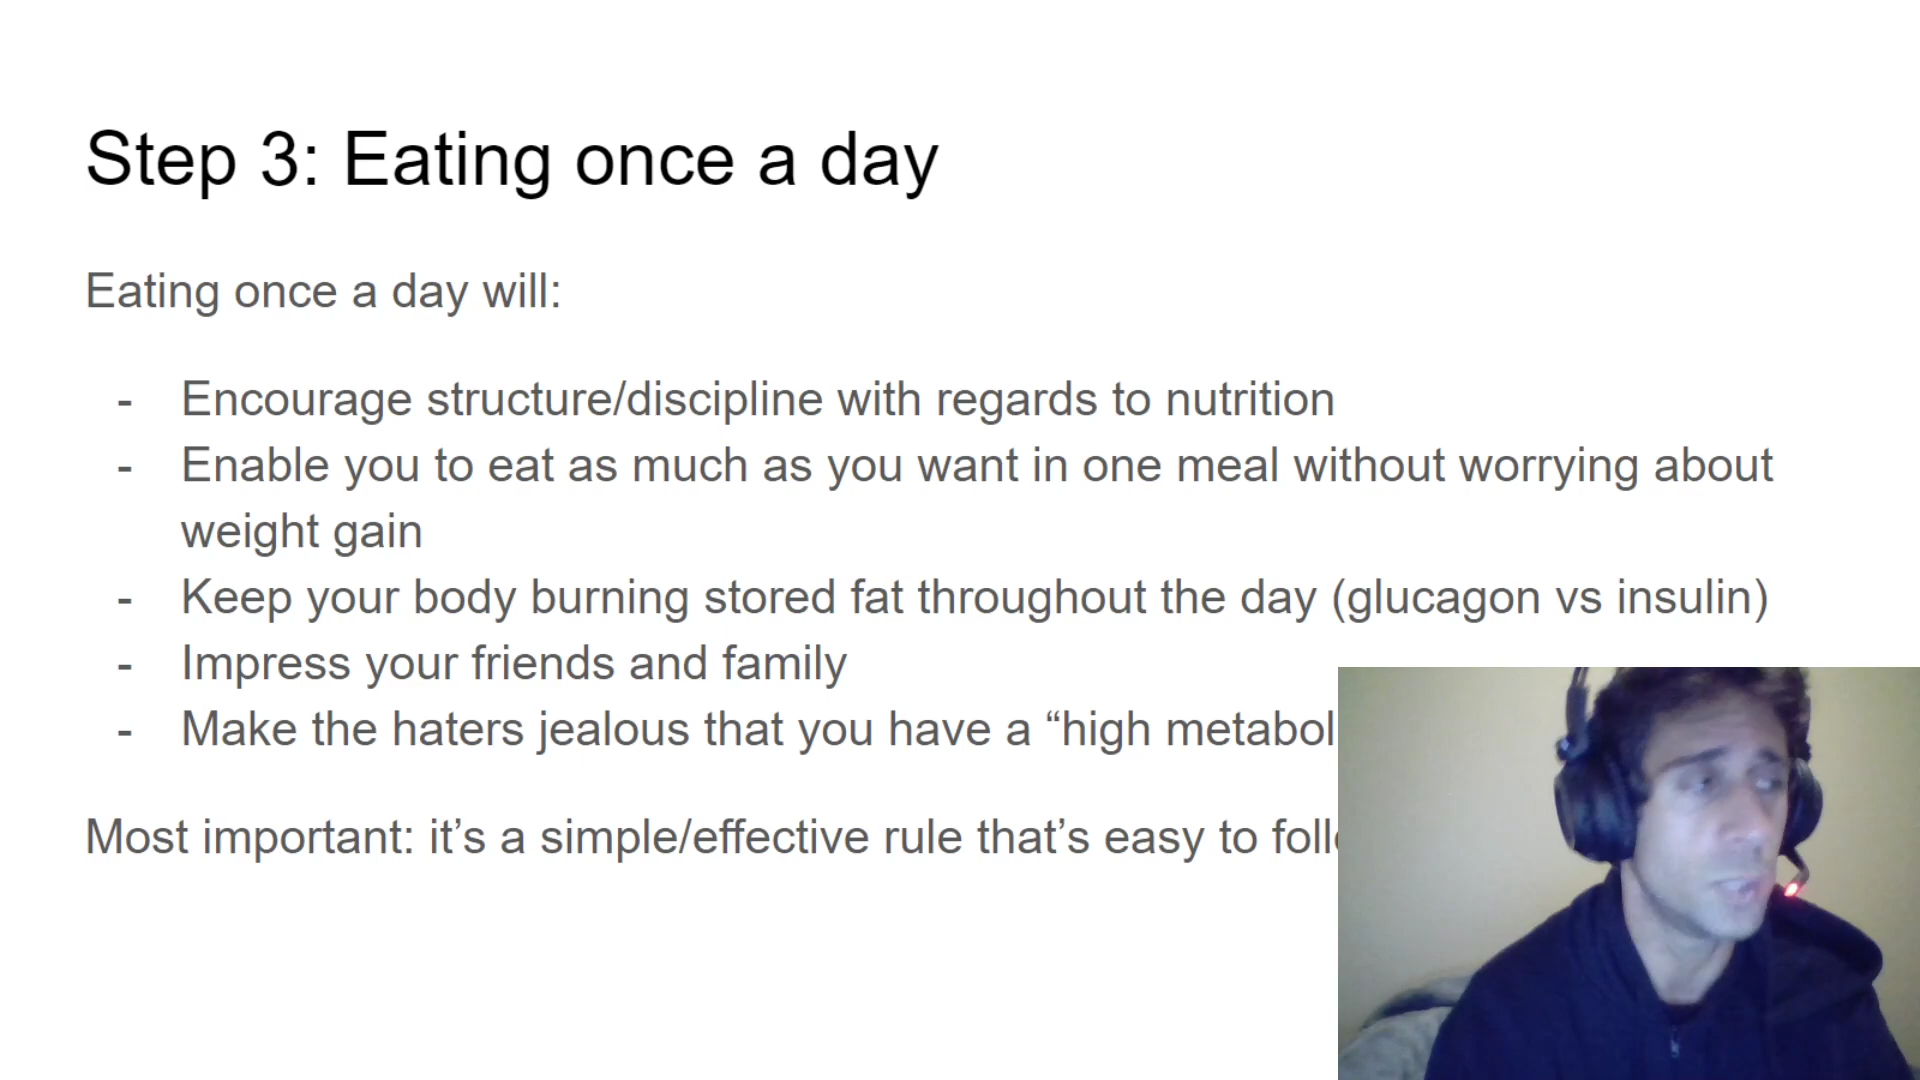 Step 3: Eating once a day
Eating once a day will:
- Encourage structure/discipline with regards to nutrition
- Enable you to eat as much as you want in one meal without worrying about
weight gain
- Keep your body burning stored fat throughout the day (glucagon vs insulin)
- Impress your friends and family
- Make the haters jealous that you have a “high metabol
Most important: it’s a simple/effective rule that’s easy to foll